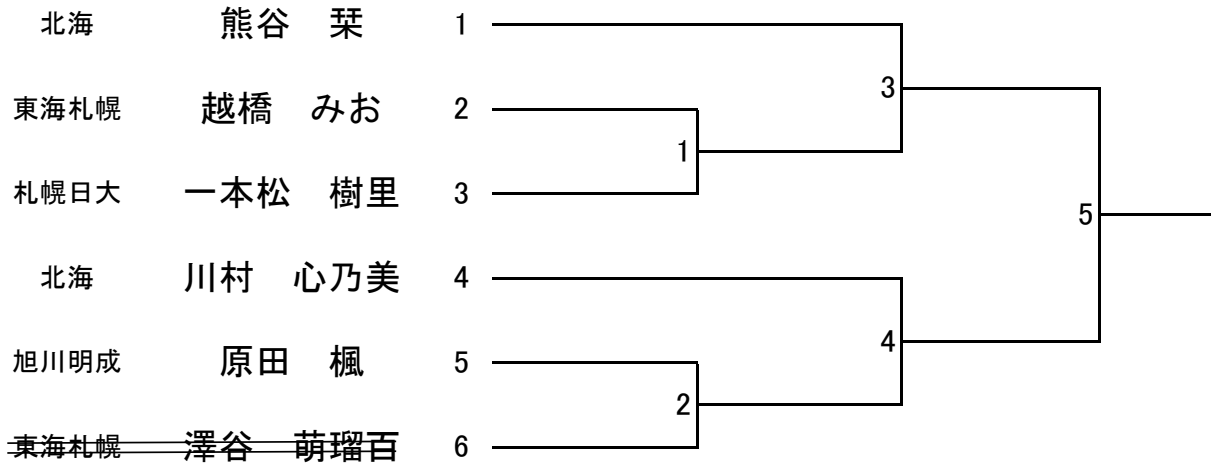 北海 熊谷 栞 1
3
東海札幌 越橋 みお 2
1
札幌日大 一本松 樹里 3
5
北海 川村 心乃美 4
4
旭川明成 原田 楓 5
2
東海札幌 澤谷 萌瑠百 6